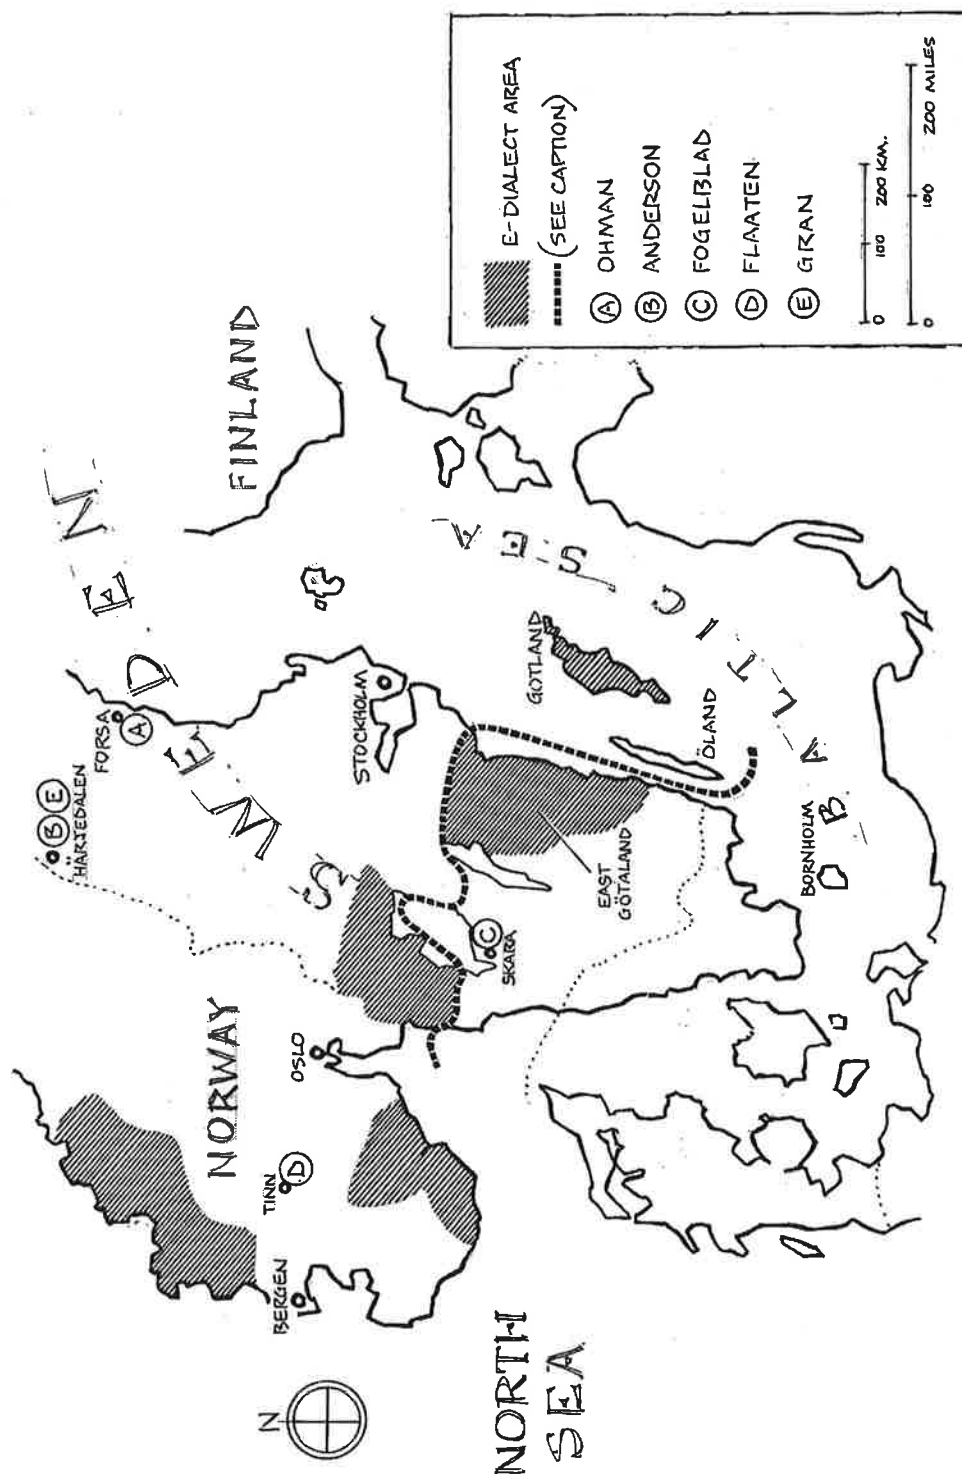 N
NORWAY
SWEDEN
FINLAND
HÄRJEDALEN
B
E
FORSA
A
BERGEN
TINN
D
OSLO
STOCKHOLM
SKARA
C
EAST
GÖTALAND
GOTLAND
ÖLAND
BORNHOLM
BALTIC SEA
NORTH
SEA
E-DIALECT AREA
(SEE CAPTION)
A OHMAN
B ANDERSON
C FOGELBLAD
D FLAATEN
E GRAN
0 100 200 KM.
0 100 200 MILES